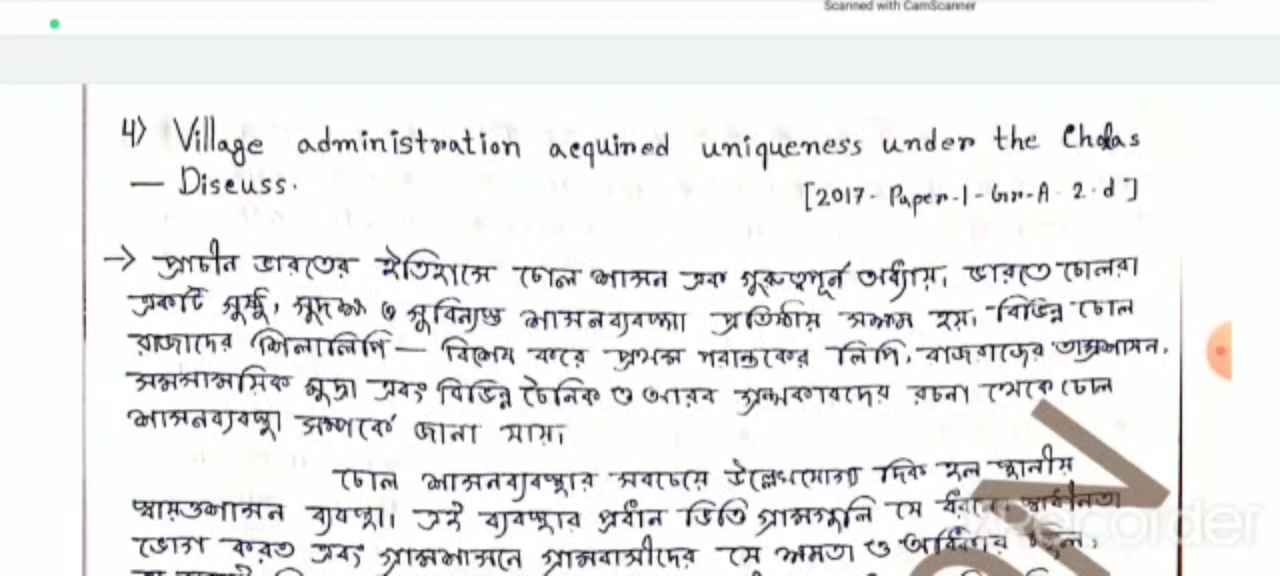 Scanned with CamScanner
4) Village administration acquired uniqueness under the Cholas
— Discuss.
[2017- Paper-1-Gr-A- 2.d]
→ প্রাচীন ভারতের ইতিহাসে চোল শাসন এক গুরুত্বপূর্ণ অধ্যায়। ভারতে চোলরা
একটি সুষ্ঠু, সুদক্ষ ও সুবিন্যস্ত শাসনব্যবস্থা প্রতিষ্ঠায় সক্ষম হয়। বিভিন্ন চোল
রাজাদের শিলালিপি — বিশেষ করে প্রথম পরান্তকের লিপি, রাজরাজের তাম্রশাসন,
সমসাময়িক মুদ্রা এবং বিভিন্ন চৈনিক ও আরব গ্রন্থকারদের রচনা থেকে চোল
শাসনব্যবস্থা সম্পর্কে জানা যায়।
চোল শাসনব্যবস্থার সবচেয়ে উল্লেখযোগ্য দিক হল স্থানীয়
স্বায়ত্তশাসন ব্যবস্থা। এই ব্যবস্থার প্রধান ভিত্তি গ্রামগুলি যে ধরনের স্বাধীনতা
ভোগ করত এবং গ্রামশাসনে গ্রামবাসীদের যে ক্ষমতা ও অধিকার ছিল,
Recorder